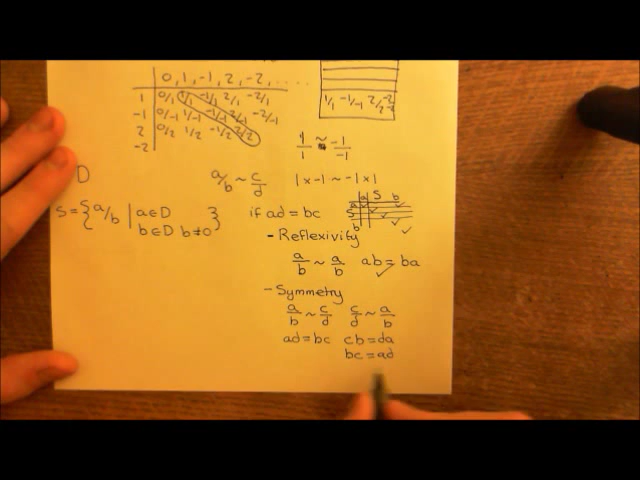 0, 1, -1, 2, -2, ....
1 0/1 1/1 -1/1 2/1 -2/1
-1 0/-1 1/-1 -1/-1 2/-1 -2/-1
2 0/2 1/2 -1/2 2/2
-2
1/1 -1/-1 2/2 -2/-2
1/1 ~ -1/-1
1 x -1 ~ -1 x 1
D
a/b ~ c/d
S = { a/b | a ∈ D
b ∈ D b ≠ 0 }
if ad = bc
a S b
S
b
- Reflexivity
a/b ~ a/b ab = ba
✓
- Symmetry
a/b ~ c/d c/d ~ a/b
ad = bc cb = da
bc = ad